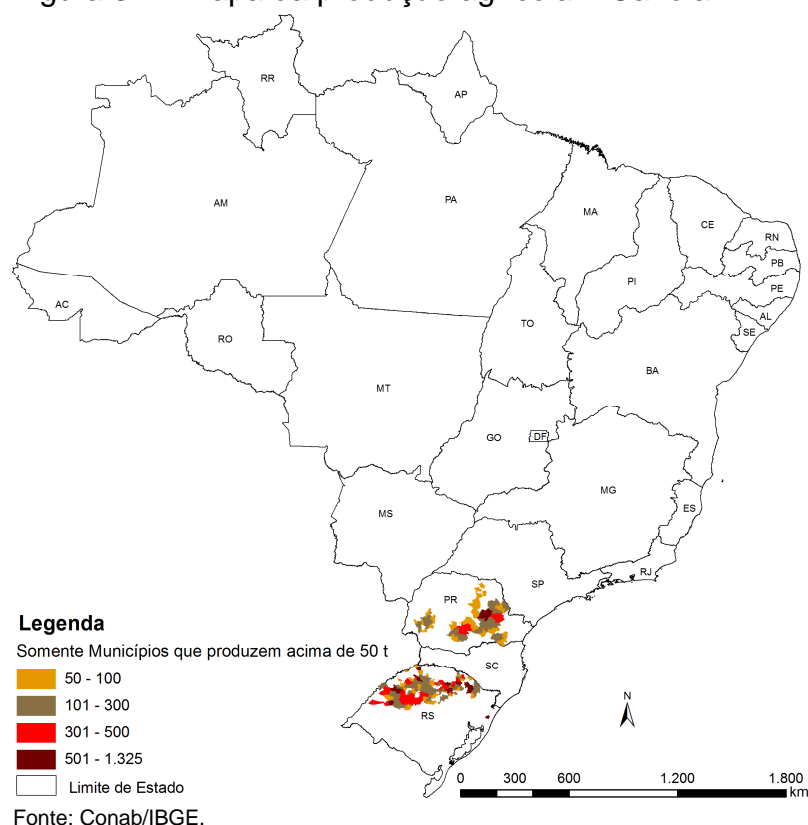 RR
AP
AM
PA
MA
CE
RN
PB
PE
AL
SE
PI
AC
RO
TO
BA
MT
GO
DF
MG
ES
MS
RJ
SP
PR
SC
RS
Legenda
Somente Municípios que produzem acima de 50 t
50 - 100
101 - 300
301 - 500
501 - 1.325
Limite de Estado
N
0 300 600 1.200 1.800
km
Fonte: Conab/IBGE.